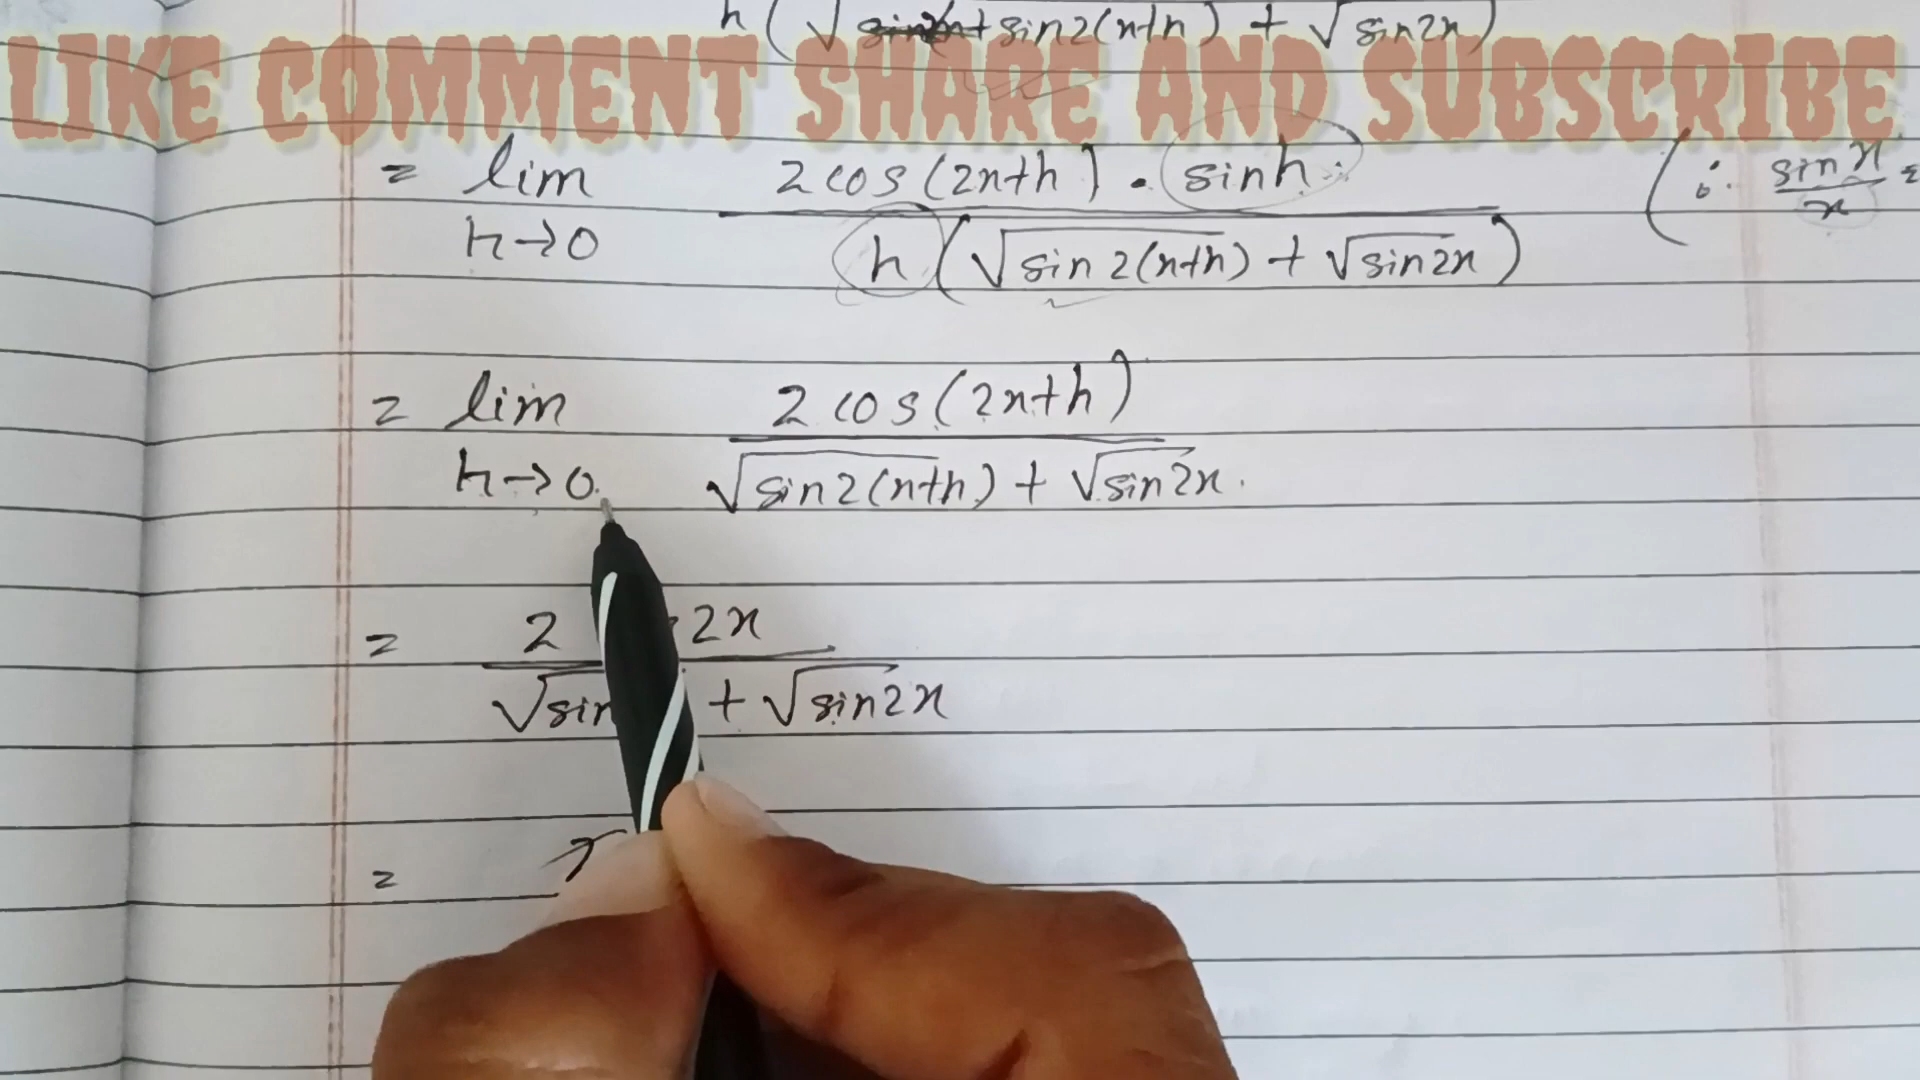 h(√sin2(x+h) + √sin2x)
LIKE COMMENT SHARE AND SUBSCRIBE
= lim 2cos(2x+h) . sinh (∵ sin x =
h→0 h(√sin2(x+h) + √sin2x) x
= lim 2cos(2x+h)
h→0 √sin2(x+h) + √sin2x.
= 2 2x
√sin + √sin2x
=